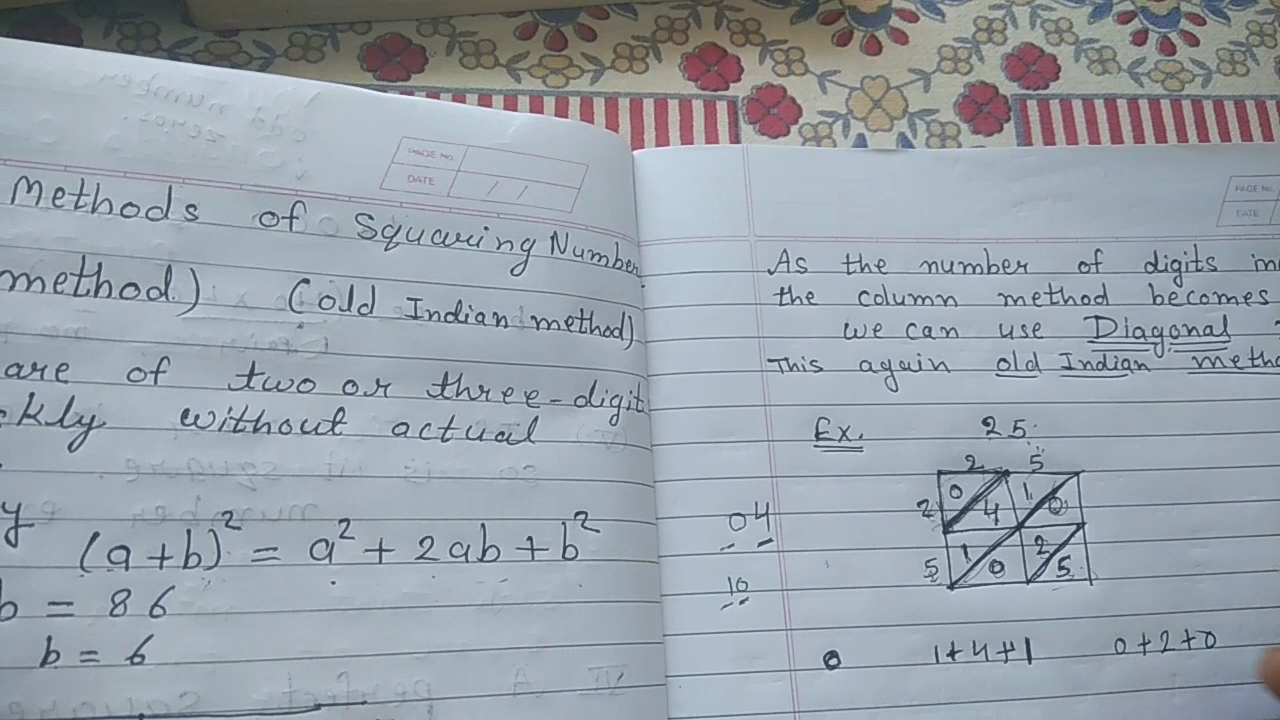 PAGE NO.
DATE / /
Methods of Squaring Number
method) (old Indian method)
are of two or three-digit
kly without actual
y (a+b)² = a² + 2ab + b²
b = 86
b = 6
PAGE No.
DATE
As the number of digits in
the column method becomes
we can use Diagonal
This again old Indian metho
Ex. 25.
2 5
2 0 4 1 0
04
5 1 0 2 5
10
0 1+4+1 0+2+0